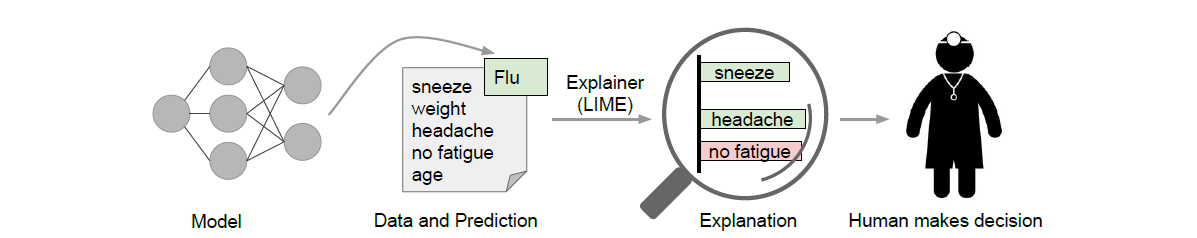 Flu
sneeze
weight
headache
no fatigue
age
Explainer
(LIME)
sneeze
headache
no fatigue
Model
Data and Prediction
Explanation
Human makes decision